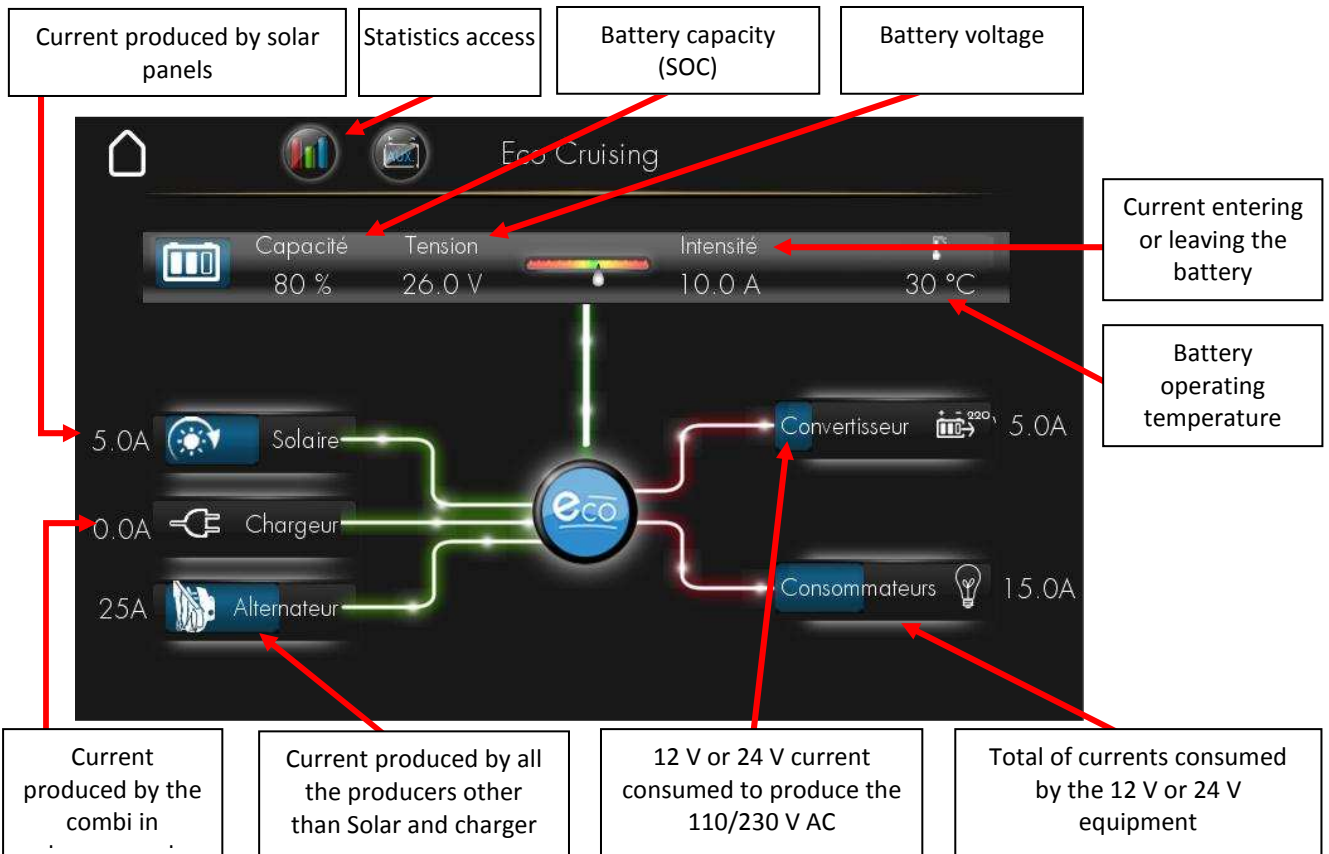 Current produced by solar
panels
Statistics access
Battery capacity
(SOC)
Battery voltage
AUX.
Eco Cruising
Capacité
80 %
Tension
26.0 V
Intensité
10.0 A
30 °C
Current entering
or leaving the
battery
Battery
operating
temperature
5.0A
Solaire
0.0A
Chargeur
25A
Alternateur
eco
Convertisseur
220
5.0A
Consommateurs
15.0A
Current
produced by the
combi in
Current produced by all
the producers other
than Solar and charger
12 V or 24 V current
consumed to produce the
110/230 V AC
Total of currents consumed
by the 12 V or 24 V
equipment